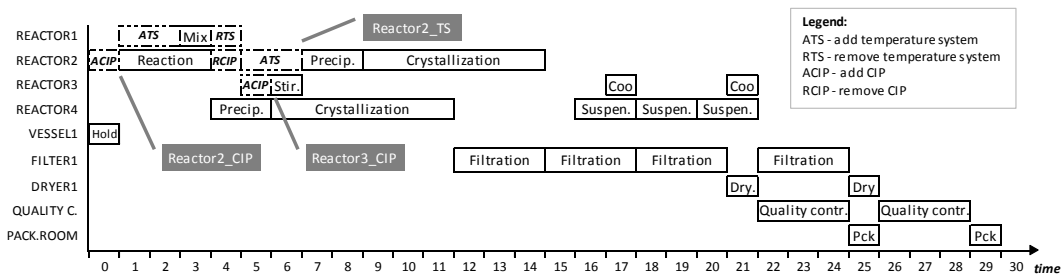 Reactor2_TS
Legend:
ATS - add temperature system
RTS - remove temperature system
ACIP - add CIP
RCIP - remove CIP
REACTOR1 ATS Mix RTS
REACTOR2 ACIP Reaction RCIP ATS Precip. Crystallization
REACTOR3 ACIP Stir. Coo Coo
REACTOR4 Precip. Crystallization Suspen. Suspen. Suspen.
VESSEL1 Hold
Reactor2_CIP Reactor3_CIP
FILTER1 Filtration Filtration Filtration Filtration
DRYER1 Dry. Dry
QUALITY C. Quality contr. Quality contr.
PACK.ROOM Pck Pck
0 1 2 3 4 5 6 7 8 9 10 11 12 13 14 15 16 17 18 19 20 21 22 23 24 25 26 27 28 29 30 time